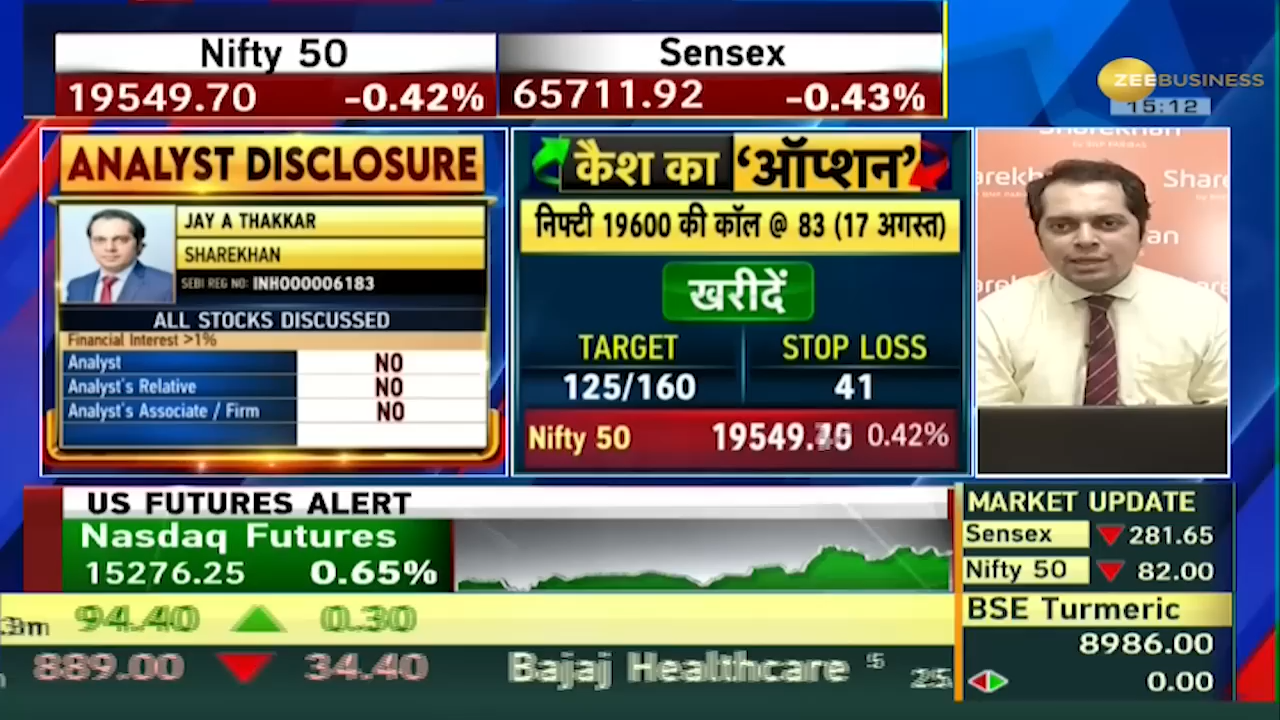 Nifty 50
19549.70 -0.42%
Sensex
65711.92 -0.43%
ZEEBUSINESS
15:12
ANALYST DISCLOSURE
JAY A THAKKAR
SHAREKHAN
SEBI REG NO: INH000006183
ALL STOCKS DISCUSSED
Financial Interest >1%
Analyst NO
Analyst's Relative NO
Analyst's Associate / Firm NO
कैश का 'ऑप्शन'
निफ्टी 19600 की कॉल @ 83 (17 अगस्त)
खरीदें
TARGET STOP LOSS
125/160 41
Nifty 50 0.42%
Sharekhan
arekh Share
an
US FUTURES ALERT
Nasdaq Futures
15276.25 0.65%
94.40 0.30
889.00 34.40 Bajaj Healthcare
MARKET UPDATE
Sensex 281.65
Nifty 50 82.00
BSE Turmeric
8986.00
0.00